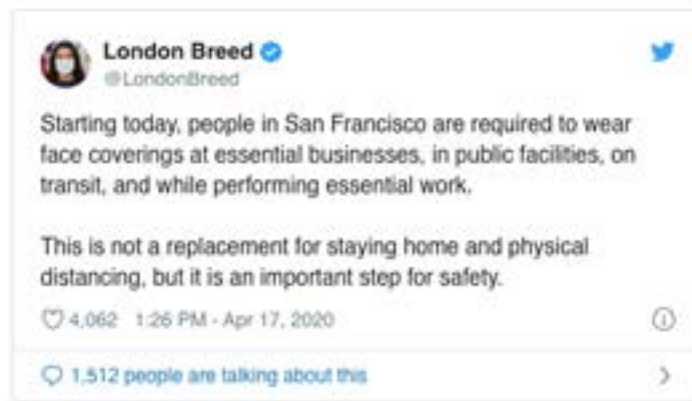 London Breed
@LondonBreed
Starting today, people in San Francisco are required to wear
face coverings at essential businesses, in public facilities, on
transit, and while performing essential work.
This is not a replacement for staying home and physical
distancing, but it is an important step for safety.
4,062 1:26 PM - Apr 17, 2020
1,512 people are talking about this